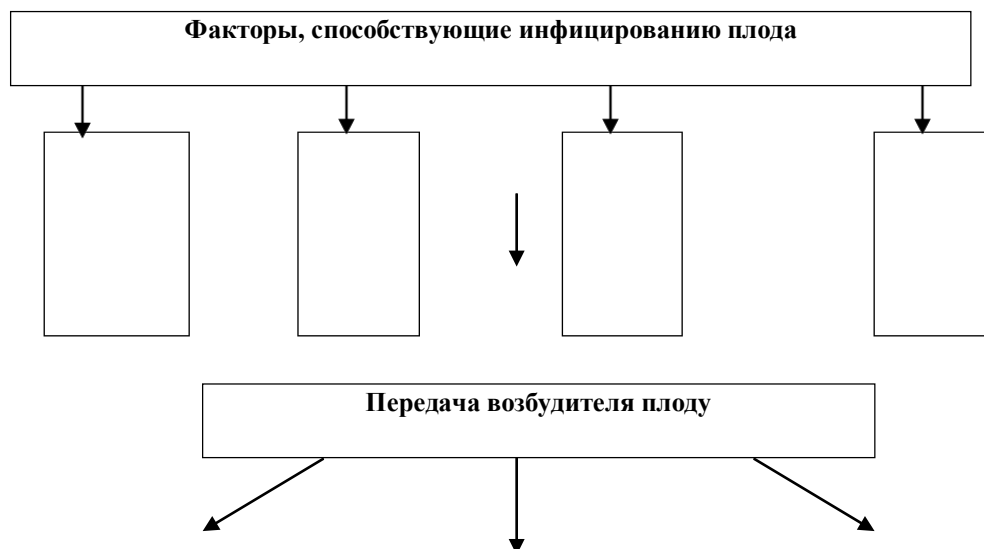 Факторы, способствующие инфицированию плода
Передача возбудителя плоду